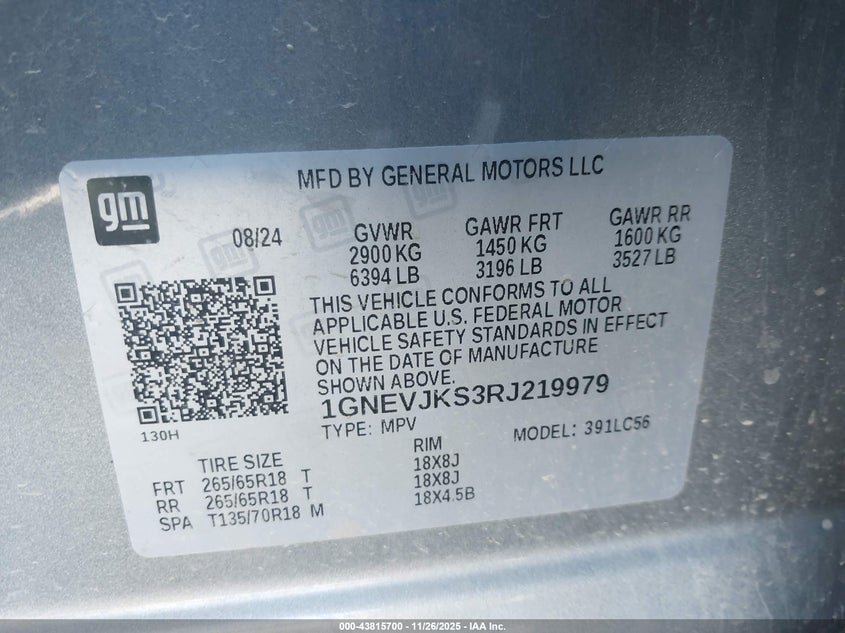 MFD BY GENERAL MOTORS LLC
gm
08/24
GVWR
2900 KG
6394 LB
GAWR FRT
1450 KG
3196 LB
GAWR RR
1600 KG
3527 LB
THIS VEHICLE CONFORMS TO ALL
APPLICABLE U.S. FEDERAL MOTOR
VEHICLE SAFETY STANDARDS IN EFFECT
ON THE DATE OF MANUFACTURE
SHOWN ABOVE.
1GNEVJKS3RJ219979
130H
TYPE: MPV
MODEL: 391LC56
TIRE SIZE RIM
FRT 265/65R18 T 18X8J
RR 265/65R18 T 18X8J
SPA T135/70R18 M 18X4.5B
000-43815700 - 11/26/2025 - IAA Inc.